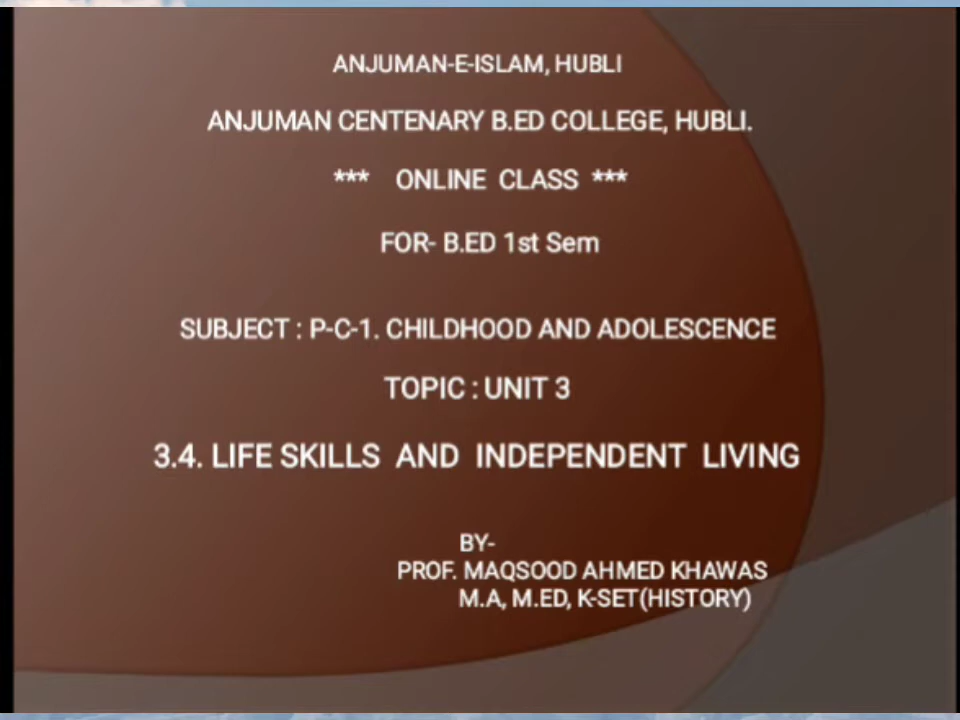 ANJUMAN-E-ISLAM, HUBLI
ANJUMAN CENTENARY B.ED COLLEGE, HUBLI.
*** ONLINE CLASS ***
FOR- B.ED 1st Sem
SUBJECT : P-C-1. CHILDHOOD AND ADOLESCENCE
TOPIC : UNIT 3
3.4. LIFE SKILLS AND INDEPENDENT LIVING
BY-
PROF. MAQSOOD AHMED KHAWAS
M.A, M.ED, K-SET(HISTORY)